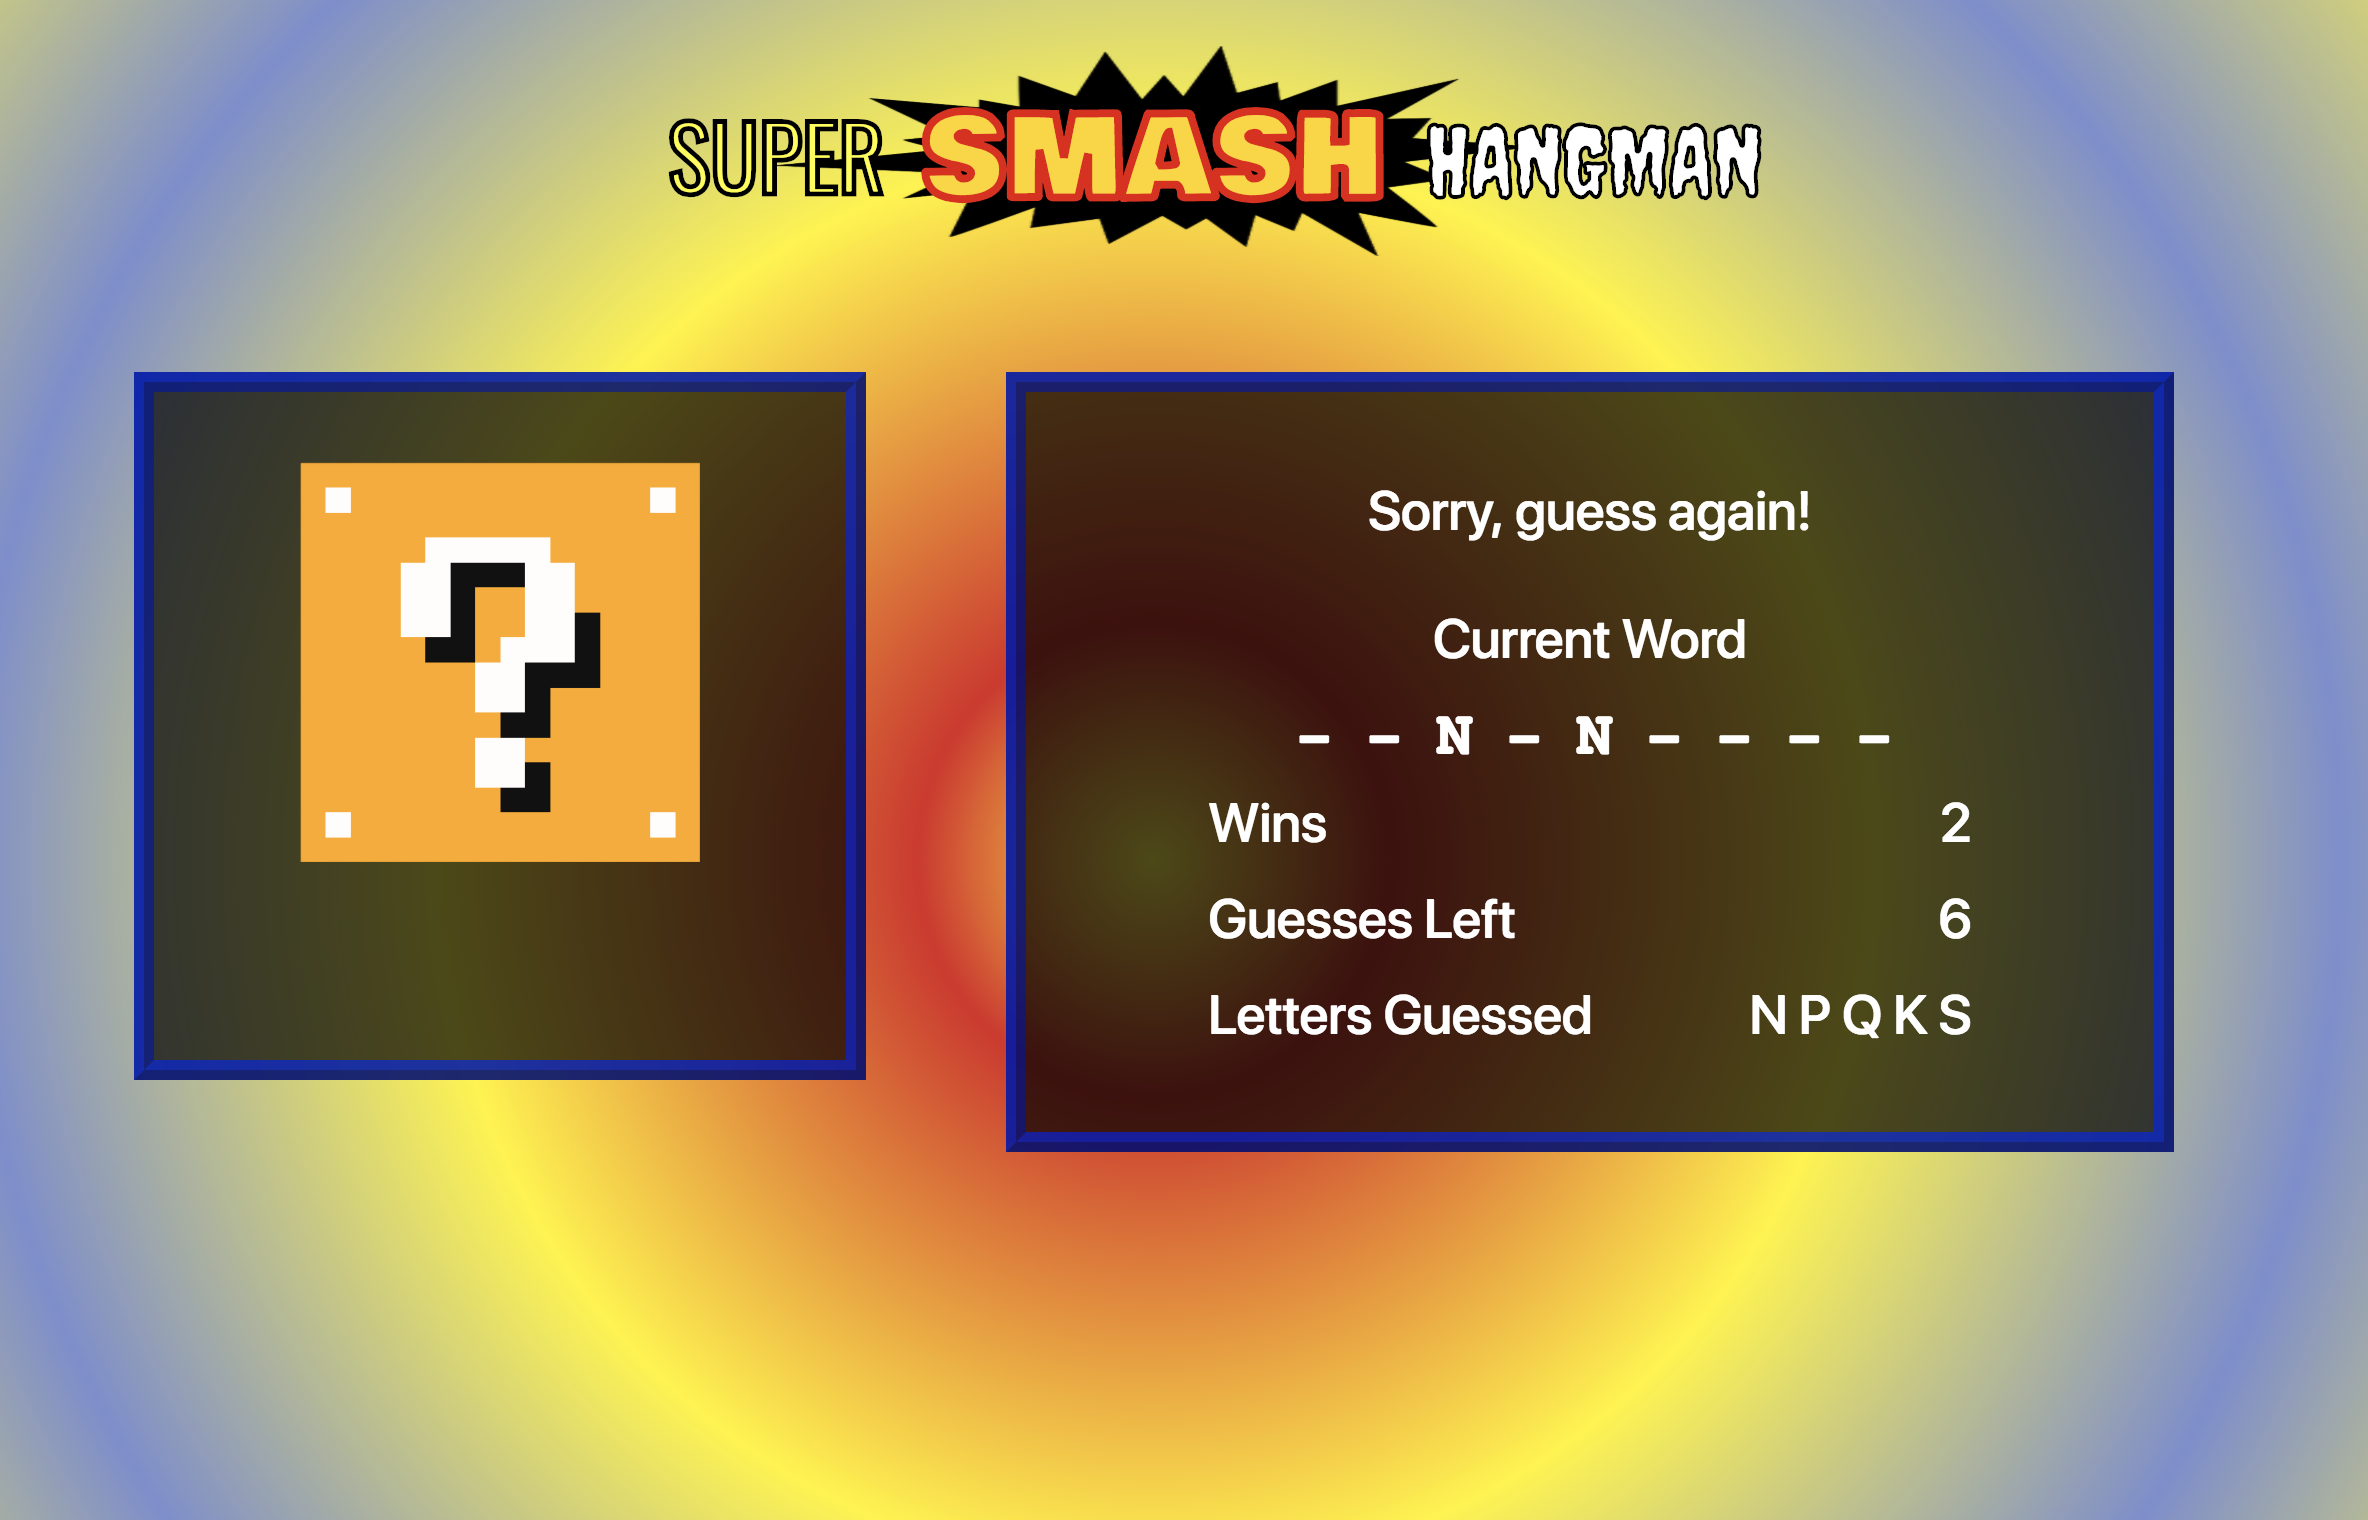 SUPER SMASH HANGMAN
Sorry, guess again!
Current Word
- - N - N - - - -
Wins 2
Guesses Left 6
Letters Guessed N P Q K S